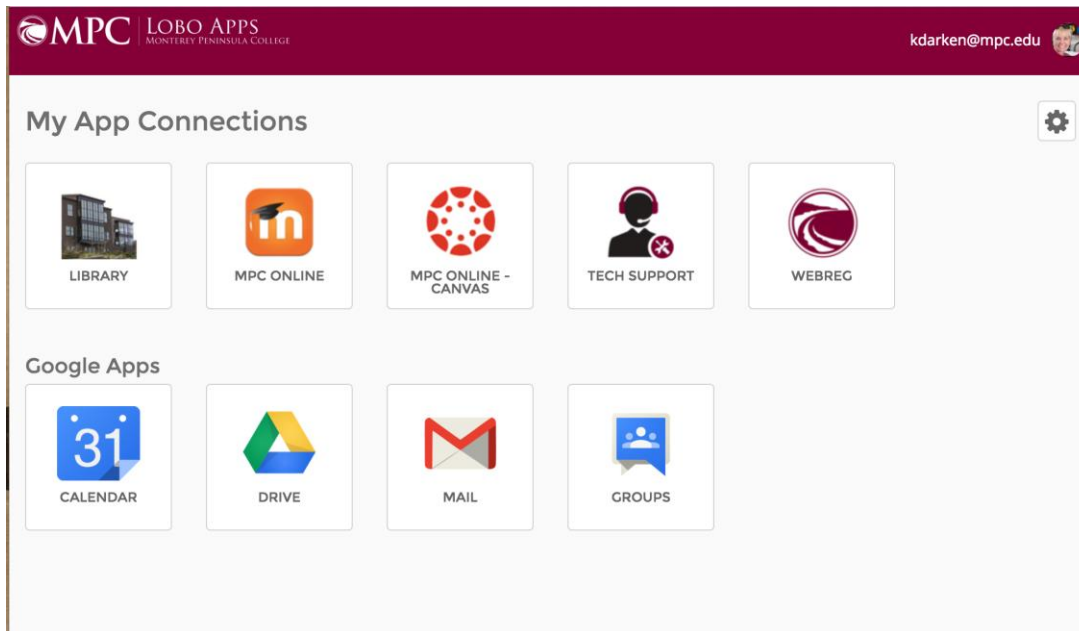 MPC LOBO APPS
MONTEREY PENINSULA COLLEGE
kdarken@mpc.edu
My App Connections
LIBRARY
m
MPC ONLINE
MPC ONLINE -
CANVAS
TECH SUPPORT
WEBREG
Google Apps
31
CALENDAR
DRIVE
MAIL
GROUPS